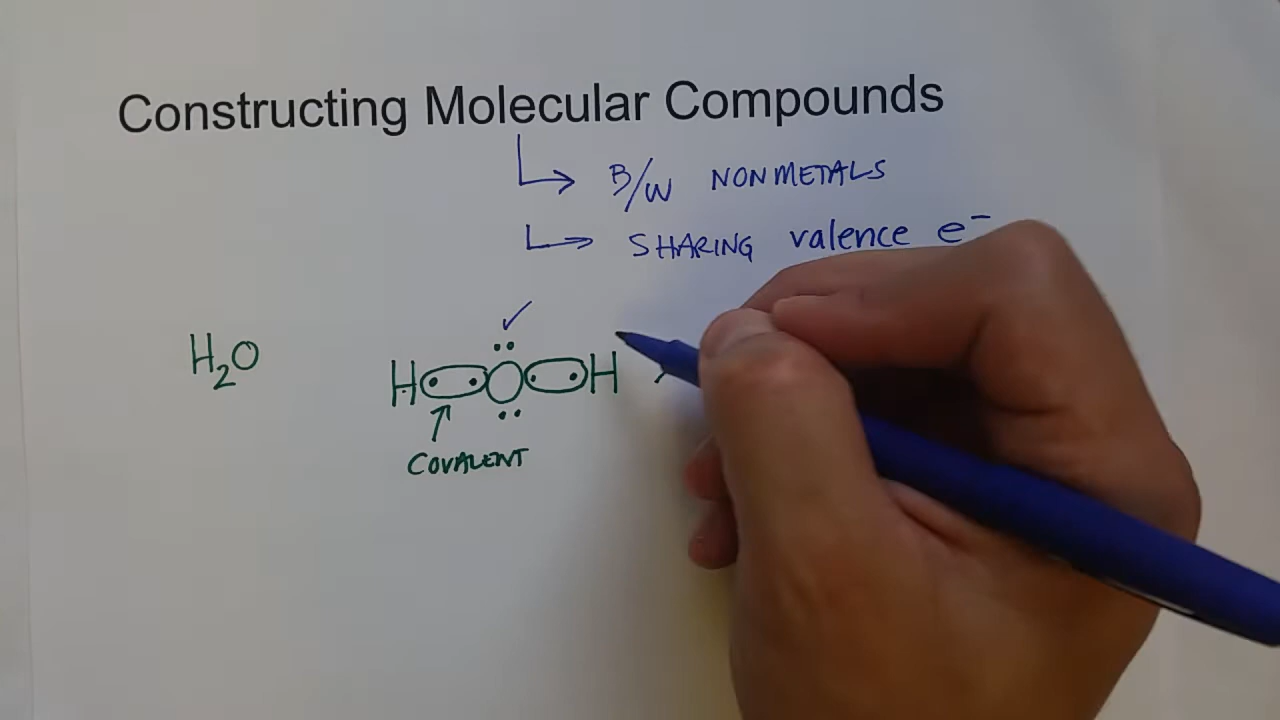 Constructing Molecular Compounds
B/W NONMETALS
SHARING valence e⁻
H₂O
H··O··H
COVALENT